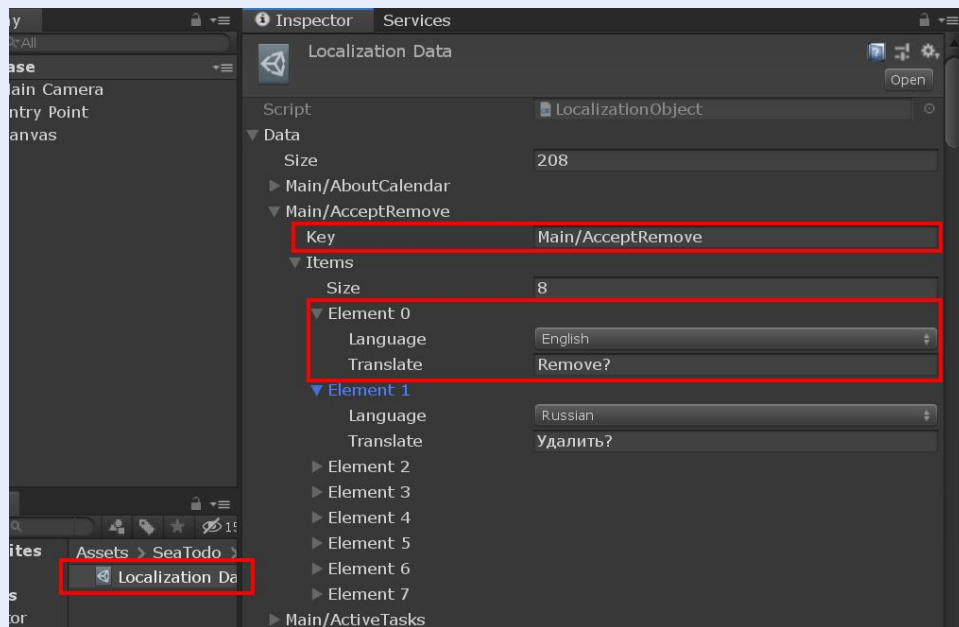 y
All
ase
ain Camera
ntry Point
anvas
Inspector Services
Localization Data
Open
Script LocalizationObject
Data
Size 208
Main/AboutCalendar
Main/AcceptRemove
Key Main/AcceptRemove
Items
Size 8
Element 0
Language English
Translate Remove?
Element 1
Language Russian
Translate Удалить?
Element 2
Element 3
Element 4
Element 5
Element 6
Element 7
Main/ActiveTasks
15
ites Assets > SeaTodo >
Localization Da
s
tor